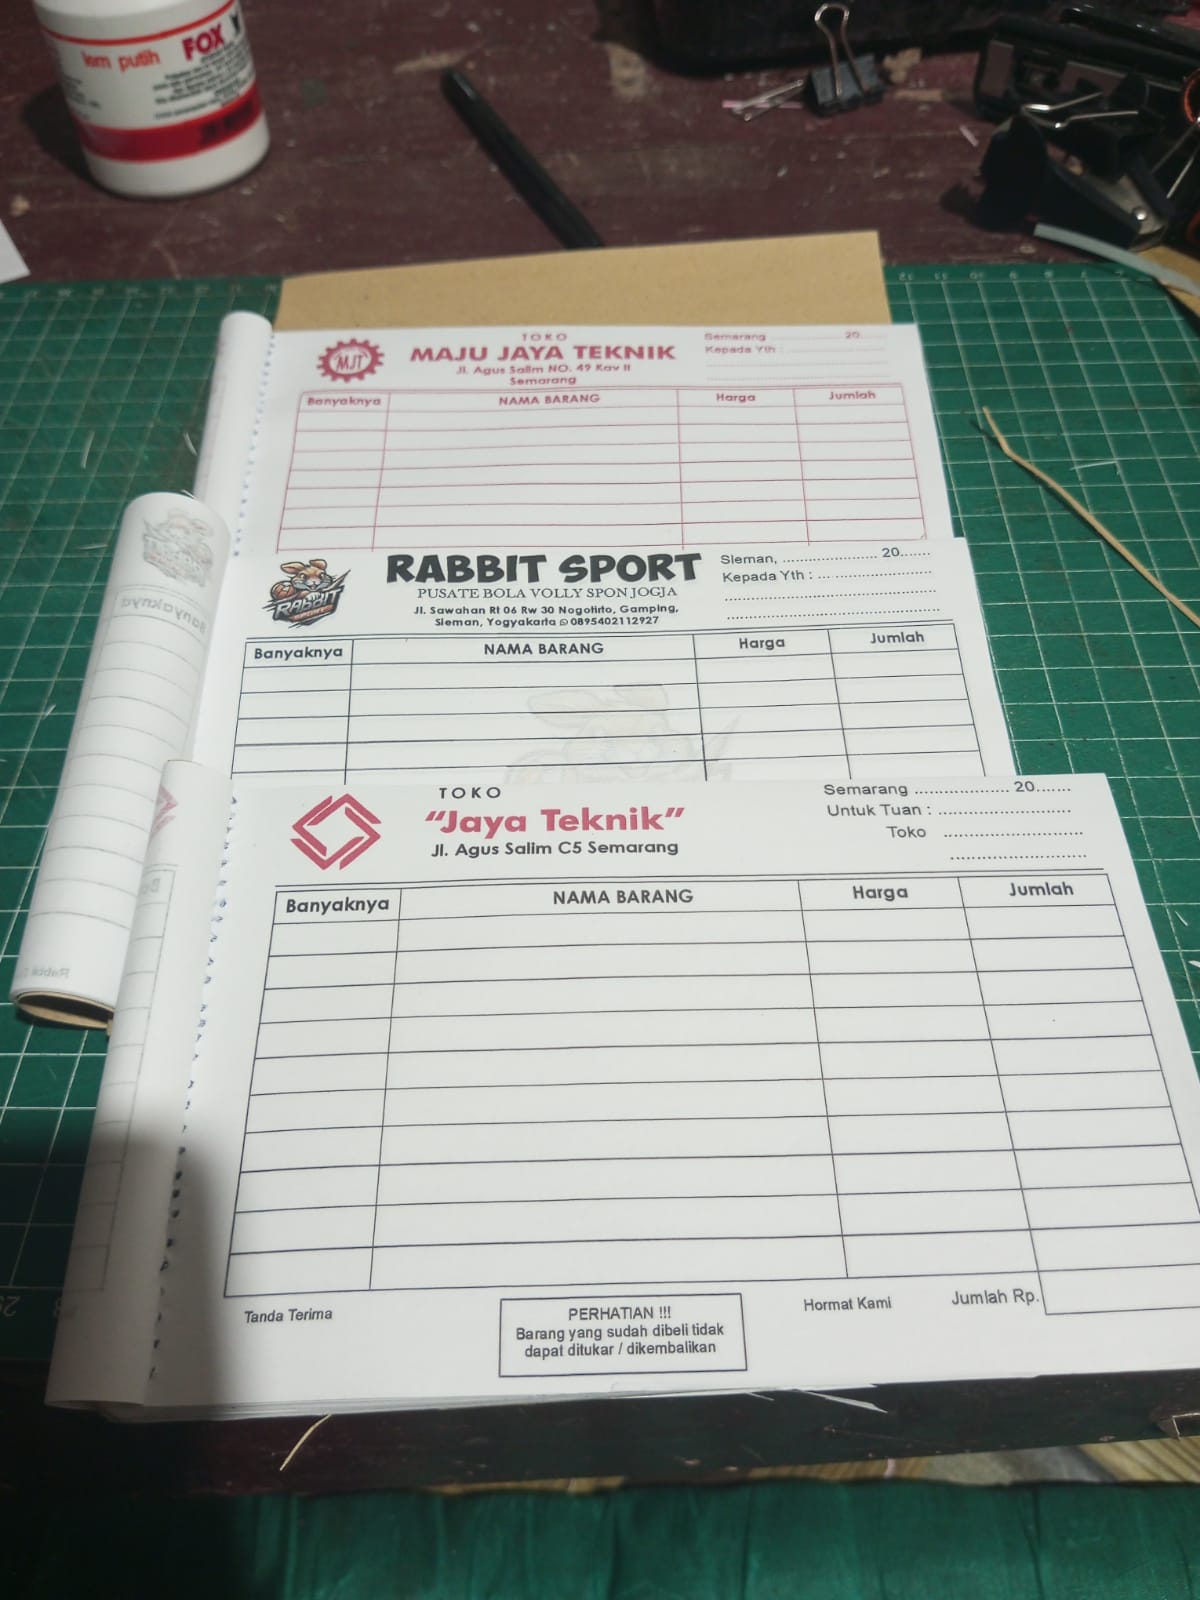 lem putih FOX
TOKO
MJT
MAJU JAYA TEKNIK
Jl. Agus Salim NO. 49 Kav II
Semarang
Semarang ............ 20.......
Kepada Yth : ......................
Banyaknya NAMA BARANG Harga Jumlah
RABBIT
RABBIT SPORT
PUSATE BOLA VOLLY SPON JOGJA
Jl. Sawahan Rt 06 Rw 30 Nogotirto, Gamping,
Sleman, Yogyakarta 0895402112927
Sleman, ...................... 20.......
Kepada Yth : ..............................
Banyaknya NAMA BARANG Harga Jumlah
Banyaknya
TOKO
"Jaya Teknik"
Jl. Agus Salim C5 Semarang
Semarang ................... 20.......
Untuk Tuan : ..........................
Toko ...........................
Banyaknya NAMA BARANG Harga Jumlah
Tanda Terima
PERHATIAN !!!
Barang yang sudah dibeli tidak
dapat ditukar / dikembalikan
Hormat Kami
Jumlah Rp.